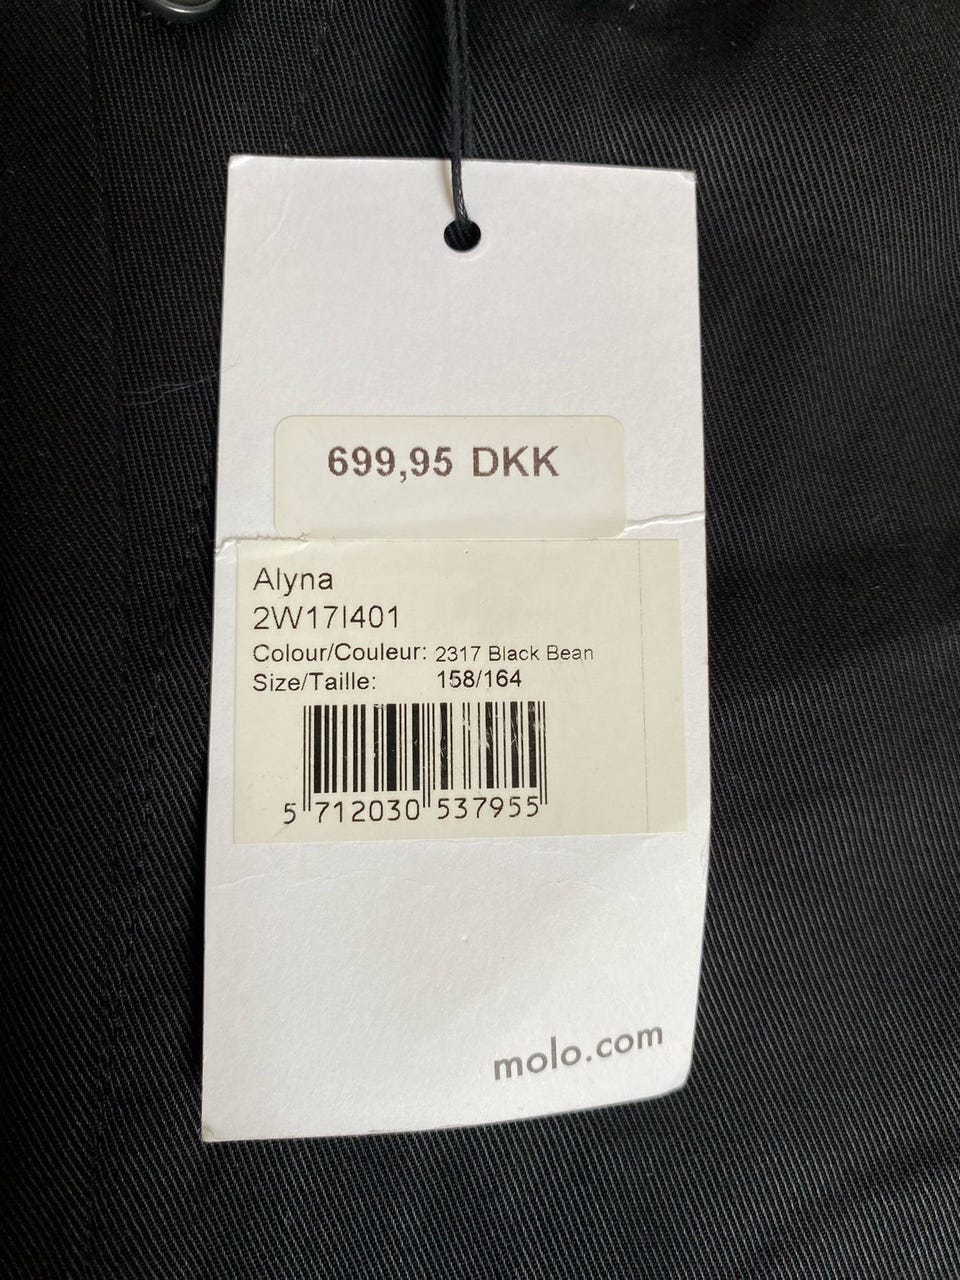 699,95 DKK
Alyna
2W17I401
Colour/Couleur: 2317 Black Bean
Size/Taille: 158/164
5 712030 537955
molo.com